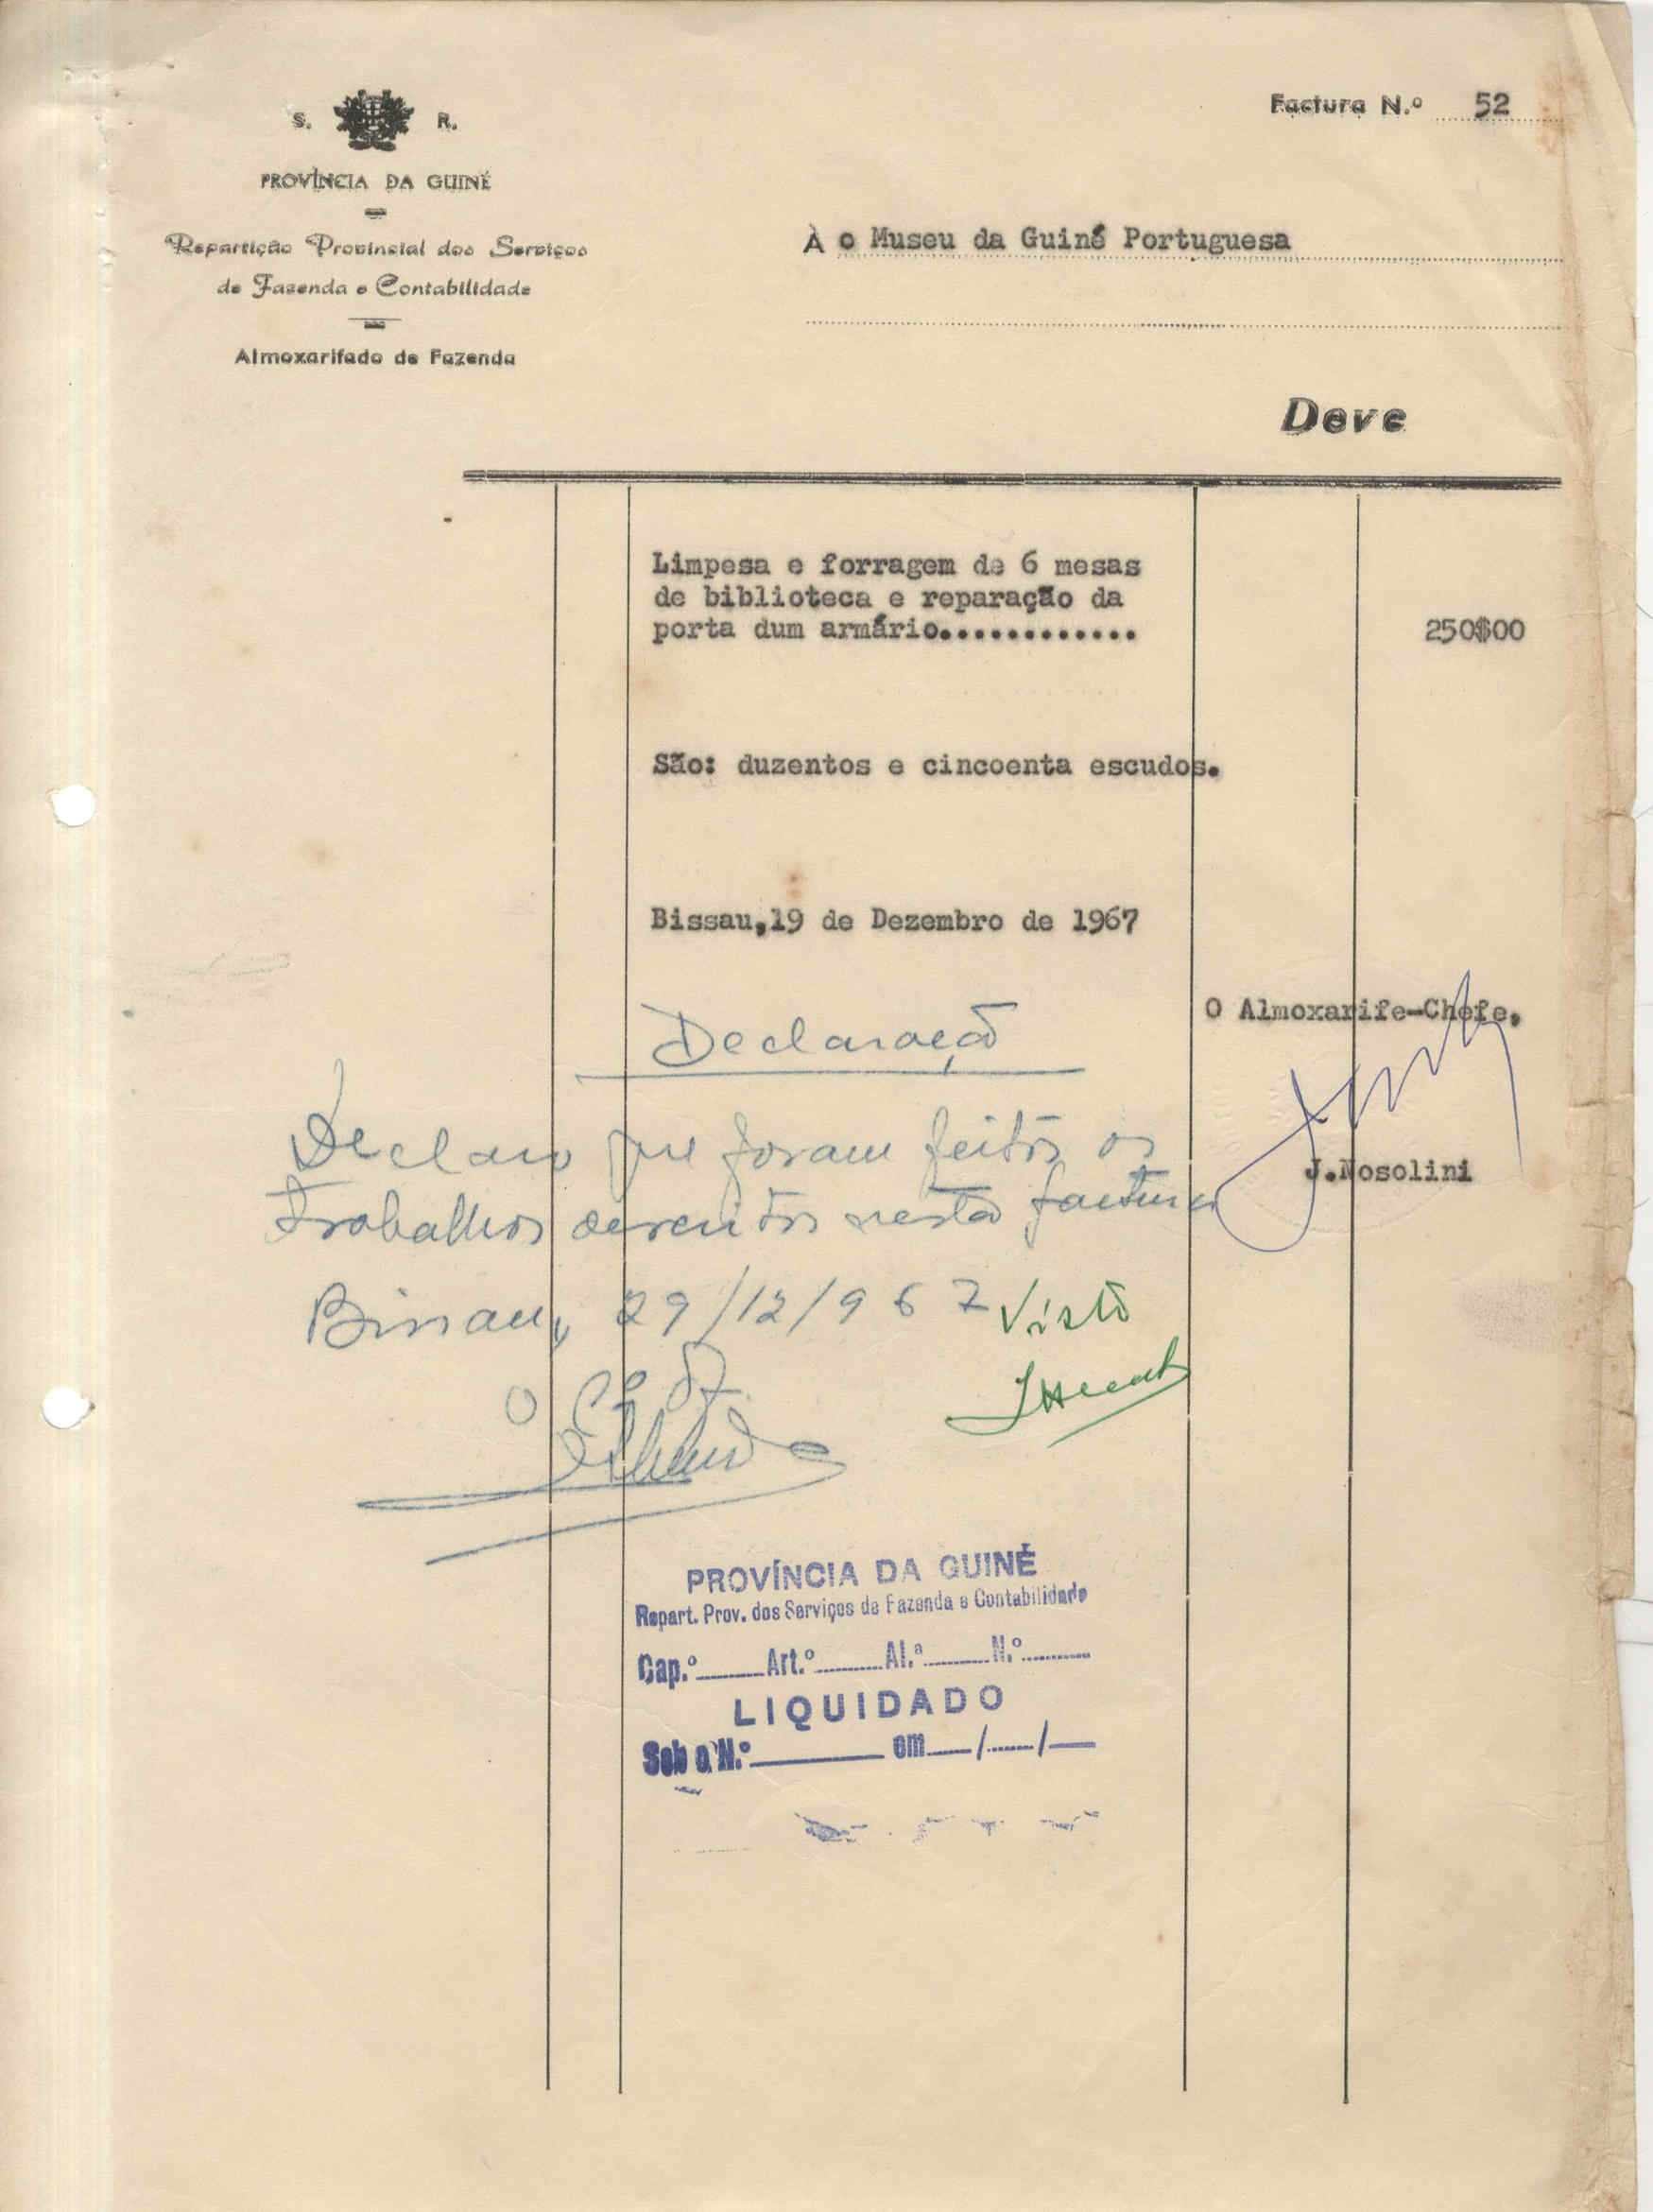 S. R.
PROVÍNCIA DA GUINÉ
Repartição Provincial dos Serviços
de Fazenda e Contabilidade
Almoxarifado de Fazenda
Factura N.º 52
À o Museu da Guiné Portuguesa
Deve
Limpesa e forragem de 6 mesas
de biblioteca e reparação da
porta dum armário............. 250$00
São: duzentos e cincoenta escudos.
Bissau,19 de Dezembro de 1967
O Almoxarife-Chefe,
J.Nosolini
Declaração
Declaro que foram feitos os
trabalhos descritos nesta factura
Bissau, 29/12/967
Visto
O
PROVÍNCIA DA GUINÉ
Repart. Prov. dos Serviços de Fazenda e Contabilidade
Cap.º Art.º Al.ª N.º
LIQUIDADO
Sob o N.º em / /